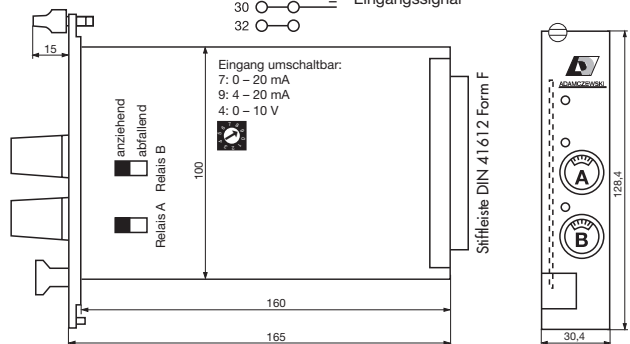 30
= Eingangssignal
32
15
Eingang umschaltbar:
7: 0 – 20 mA
9: 4 – 20 mA
4: 0 – 10 V
anziehend
abfallend
Relais B
Relais A
100
160
165
Stiftleiste DIN 41612 Form F
ADAMCZEWSKI
A
B
128,4
30,4